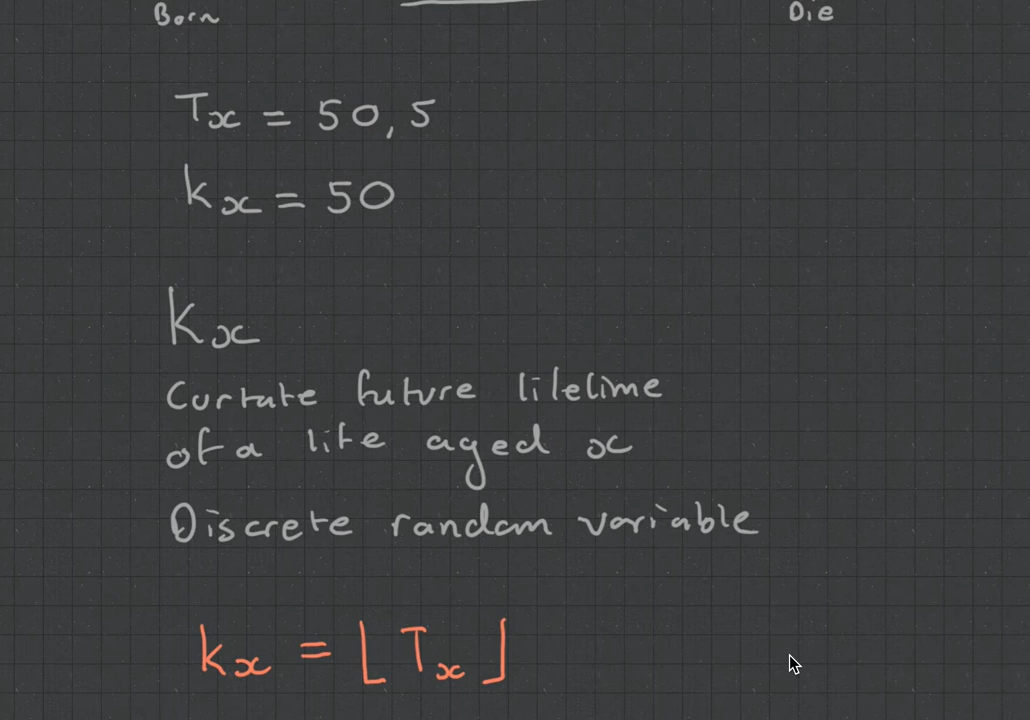 Born Die
Tx = 50,5
kx = 50
Kx
Curtate future lifetime
of a life aged x
Discrete random variable
kx = ⌊Tx⌋